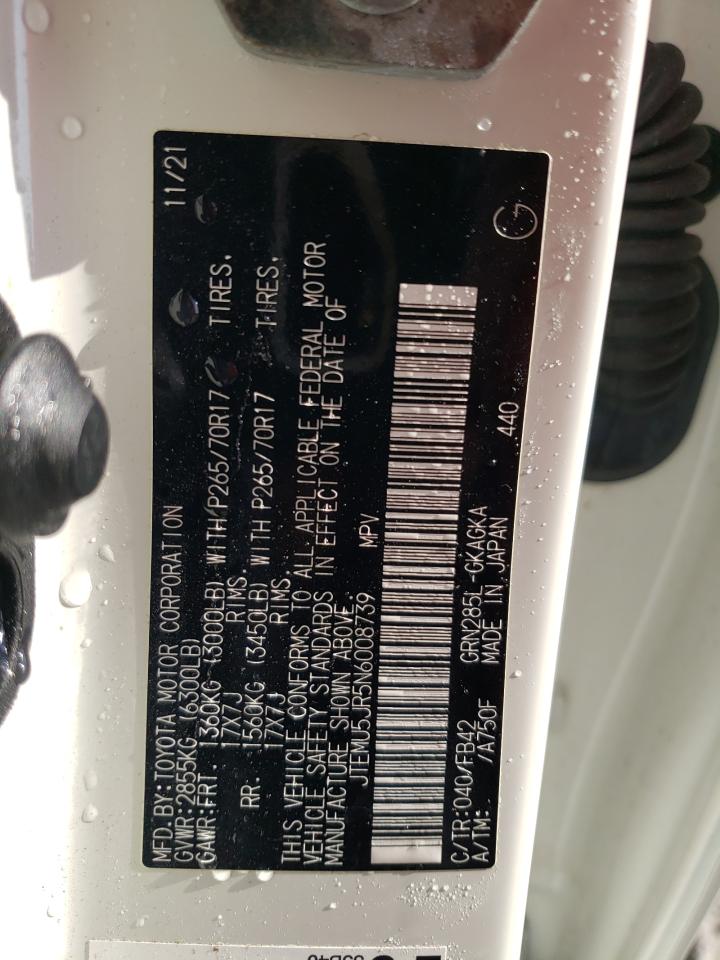 MFD.BY:TOYOTA MOTOR CORPORATION 11/21
GVWR:2855KG (6300LB)
GAWR:FRT. 1360KG (3000LB) WITH P265/70R17 TIRES,
17X7J RIMS,
RR. 1560KG (3450LB) WITH P265/70R17 TIRES,
17X7J RIMS,
THIS VEHICLE CONFORMS TO ALL APPLICABLE FEDERAL MOTOR
VEHICLE SAFETY STANDARDS IN EFFECT ON THE DATE OF
MANUFACTURE SHOWN ABOVE.
JTEMU5JR5N6008739 MPV
C/TR:040/FB42 GRN285L-GKAGKA 440
A/TM: /A750F MADE IN JAPAN